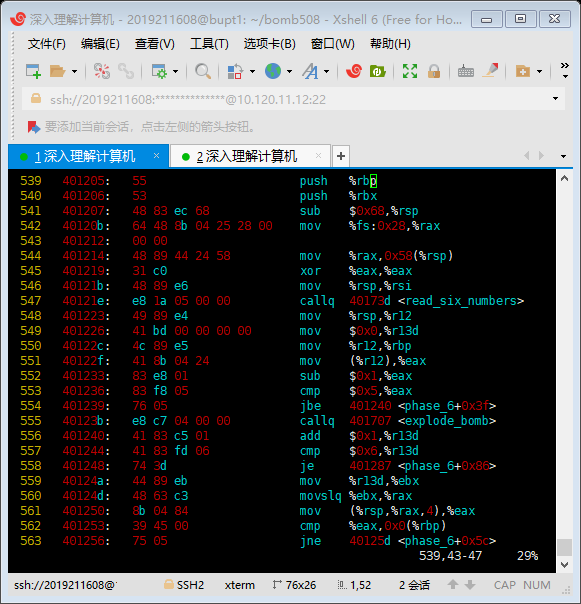 深入理解计算机 - 2019211608@bupt1: ~/bomb508 - Xshell 6 (Free for Ho...
文件(F) 编辑(E) 查看(V) 工具(T) 选项卡(B) 窗口(W) 帮助(H)
ssh://2019211608:**************@10.120.11.12:22
要添加当前会话，点击左侧的箭头按钮。
1 深入理解计算机 × 2 深入理解计算机 × +
539 401205: 55 push %rbp
540 401206: 53 push %rbx
541 401207: 48 83 ec 68 sub $0x68,%rsp
542 40120b: 64 48 8b 04 25 28 00 mov %fs:0x28,%rax
543 401212: 00 00
544 401214: 48 89 44 24 58 mov %rax,0x58(%rsp)
545 401219: 31 c0 xor %eax,%eax
546 40121b: 48 89 e6 mov %rsp,%rsi
547 40121e: e8 1a 05 00 00 callq 40173d <read_six_numbers>
548 401223: 49 89 e4 mov %rsp,%r12
549 401226: 41 bd 00 00 00 00 mov $0x0,%r13d
550 40122c: 4c 89 e5 mov %r12,%rbp
551 40122f: 41 8b 04 24 mov (%r12),%eax
552 401233: 83 e8 01 sub $0x1,%eax
553 401236: 83 f8 05 cmp $0x5,%eax
554 401239: 76 05 jbe 401240 <phase_6+0x3f>
555 40123b: e8 c7 04 00 00 callq 401707 <explode_bomb>
556 401240: 41 83 c5 01 add $0x1,%r13d
557 401244: 41 83 fd 06 cmp $0x6,%r13d
558 401248: 74 3d je 401287 <phase_6+0x86>
559 40124a: 44 89 eb mov %r13d,%ebx
560 40124d: 48 63 c3 movslq %ebx,%rax
561 401250: 8b 04 84 mov (%rsp,%rax,4),%eax
562 401253: 39 45 00 cmp %eax,0x0(%rbp)
563 401256: 75 05 jne 40125d <phase_6+0x5c>
539,43-47 29%
ssh://2019211608@ SSH2 xterm 76x26 1,52 2 会话 CAP NUM